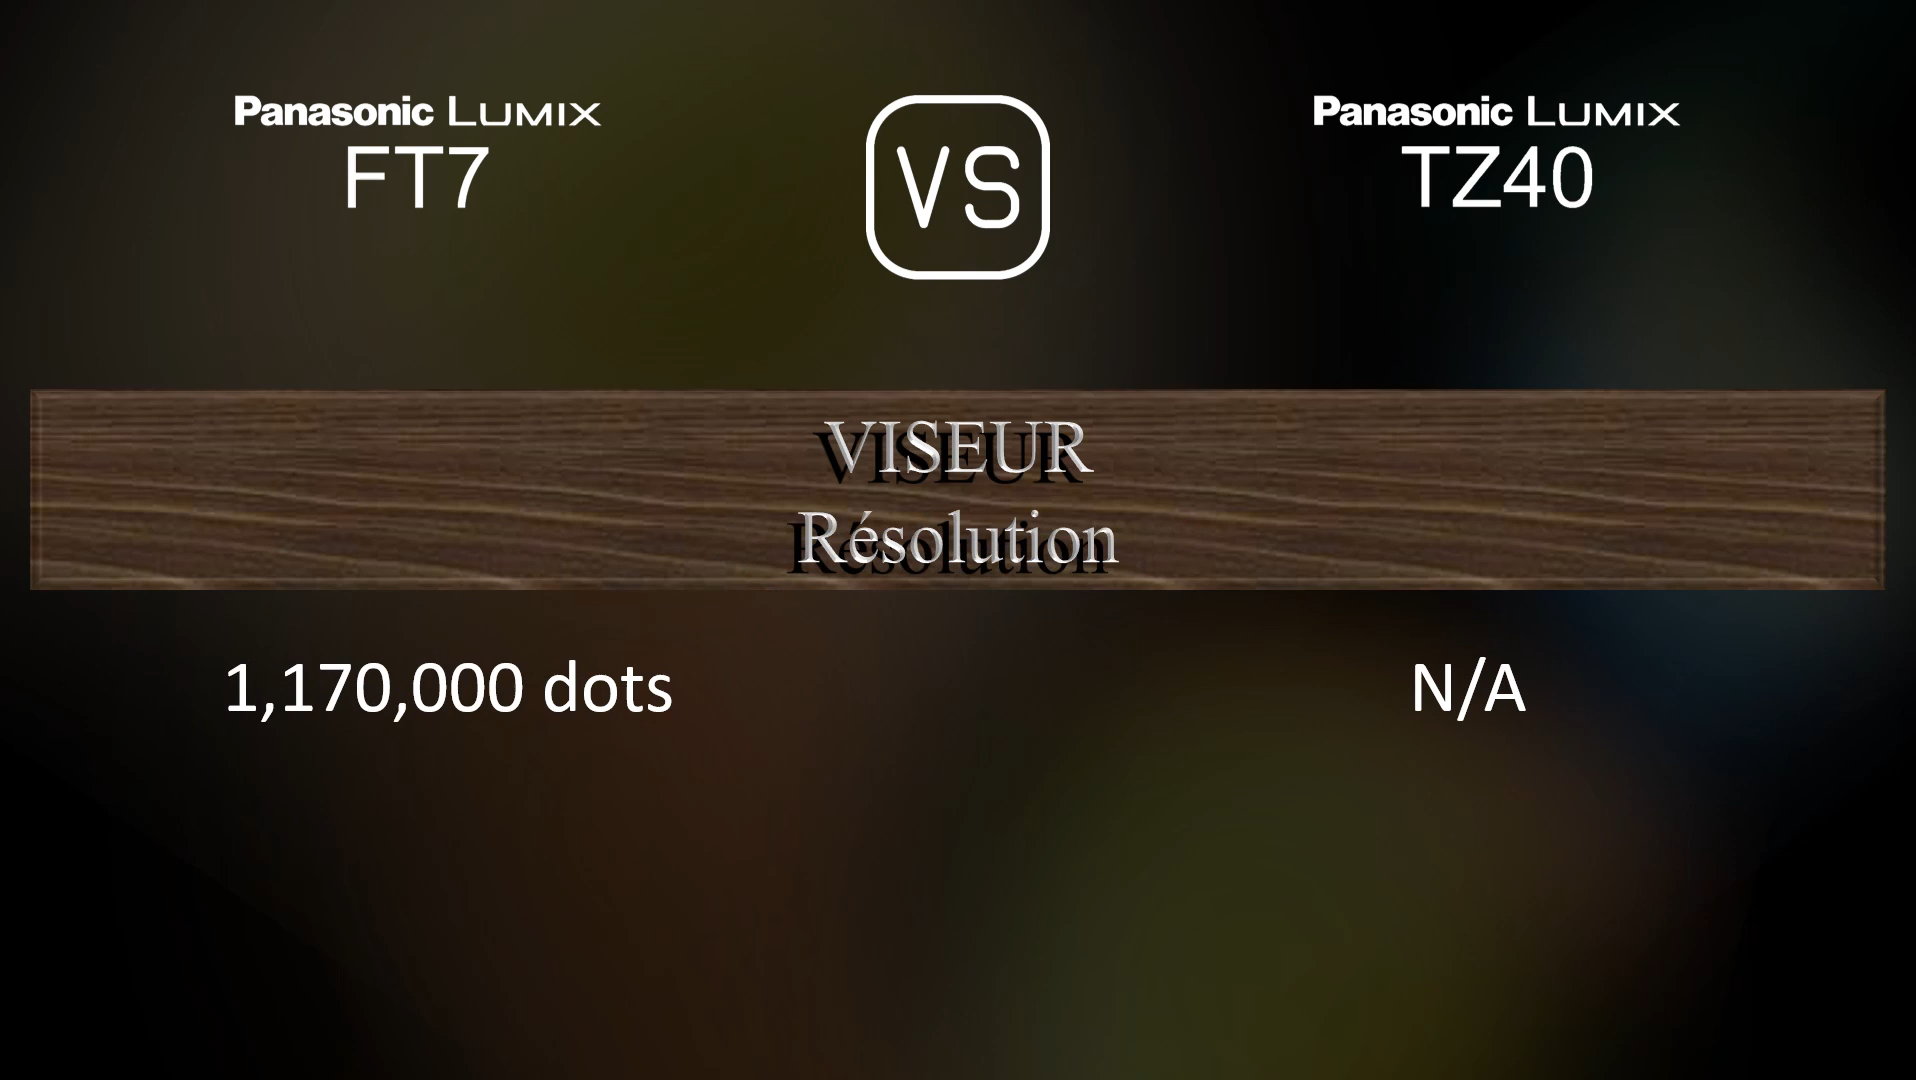 Panasonic LUMIX
FT7
VS
Panasonic LUMIX
TZ40
VISEUR
Résolution
1,170,000 dots
N/A